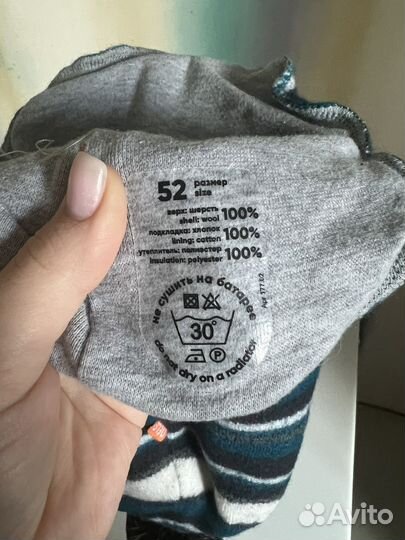 52 размер
size
верх: шерсть
shell: wool 100%
подкладка: хлопок
lining: cotton 100%
утеплитель: полиэстер
insulation: polyester 100%
не сушить на батарее
30°
P
do not dry on a radiator
Avito